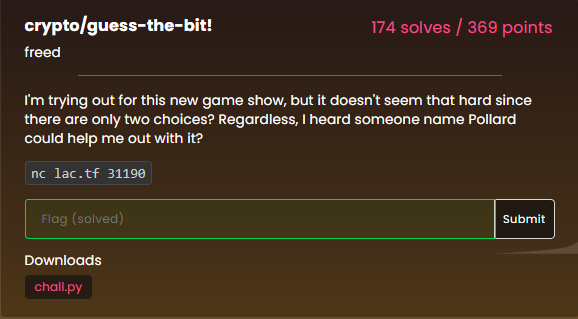 crypto/guess-the-bit!
174 solves / 369 points
freed
I'm trying out for this new game show, but it doesn't seem that hard since
there are only two choices? Regardless, I heard someone name Pollard
could help me out with it?
nc lac.tf 31190
Flag (solved)
Submit
Downloads
chall.py